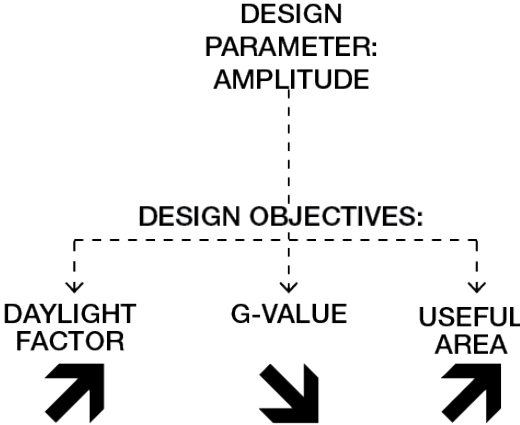 DESIGN
PARAMETER:
AMPLITUDE
DESIGN OBJECTIVES:
DAYLIGHT
FACTOR
G-VALUE
USEFUL
AREA